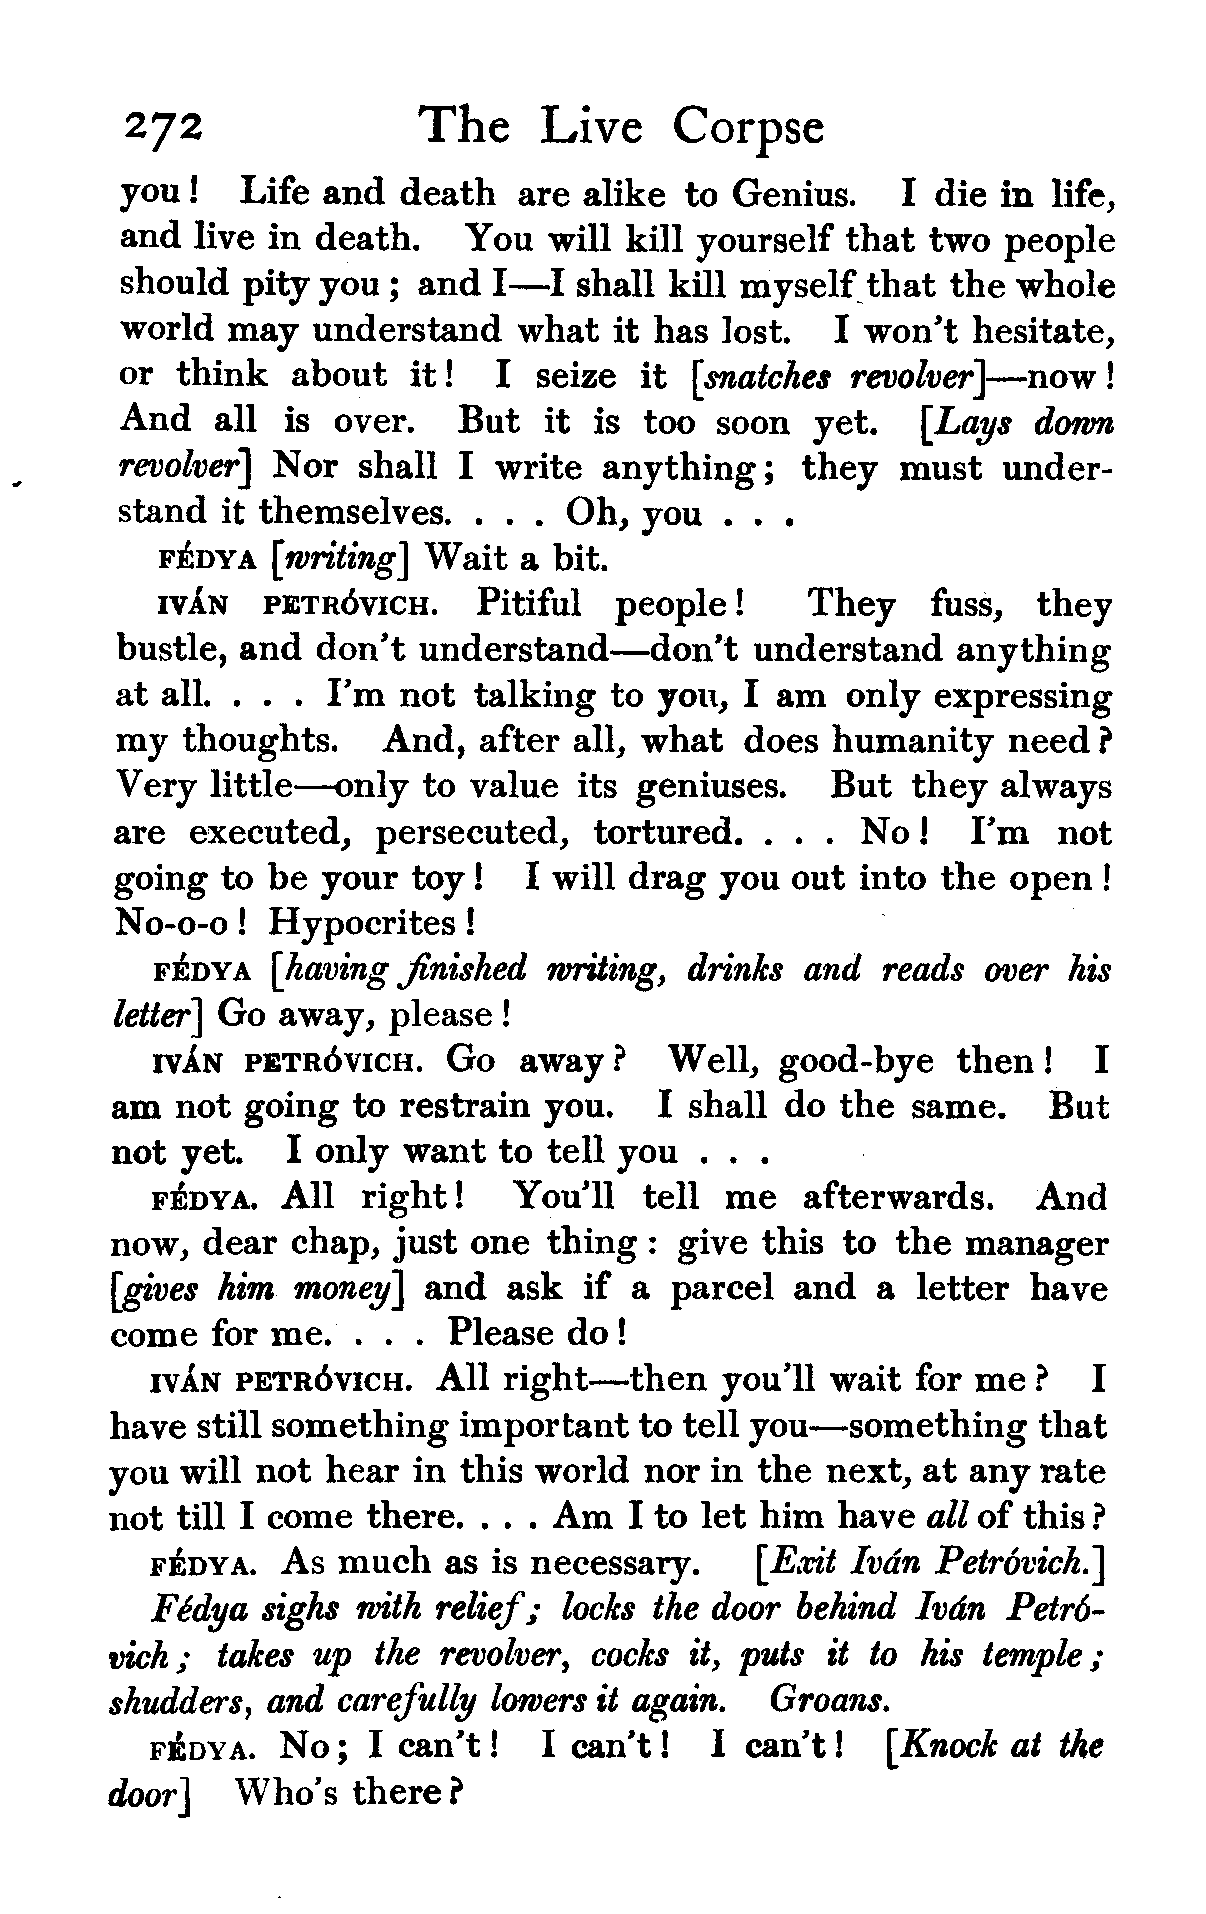 272 The Live Corpse
you! Life and death are alike to Genius. I die in life,
and live in death. You will kill yourself that two people
should pity you; and I—I shall kill myself that the whole
world may understand what it has lost. I won't hesitate,
or think about it! I seize it [snatches revolver]—now!
And all is over. But it is too soon yet. [Lays down
revolver] Nor shall I write anything; they must under-
stand it themselves. . . . Oh, you . . .
FÉDYA [writing] Wait a bit.
IVÁN PETRÓVICH. Pitiful people! They fuss, they
bustle, and don't understand—don't understand anything
at all. . . . I'm not talking to you, I am only expressing
my thoughts. And, after all, what does humanity need?
Very little—only to value its geniuses. But they always
are executed, persecuted, tortured. . . . No! I'm not
going to be your toy! I will drag you out into the open!
No-o-o! Hypocrites!
FÉDYA [having finished writing, drinks and reads over his
letter] Go away, please!
IVÁN PETRÓVICH. Go away? Well, good-bye then! I
am not going to restrain you. I shall do the same. But
not yet. I only want to tell you . . .
FÉDYA. All right! You'll tell me afterwards. And
now, dear chap, just one thing: give this to the manager
[gives him money] and ask if a parcel and a letter have
come for me. . . . Please do!
IVÁN PETRÓVICH. All right—then you'll wait for me? I
have still something important to tell you—something that
you will not hear in this world nor in the next, at any rate
not till I come there. . . . Am I to let him have all of this?
FÉDYA. As much as is necessary. [Exit Iván Petróvich.]
Fédya sighs with relief; locks the door behind Iván Petró-
vich; takes up the revolver, cocks it, puts it to his temple;
shudders, and carefully lowers it again. Groans.
FÉDYA. No; I can't! I can't! I can't! [Knock at the
door] Who's there?